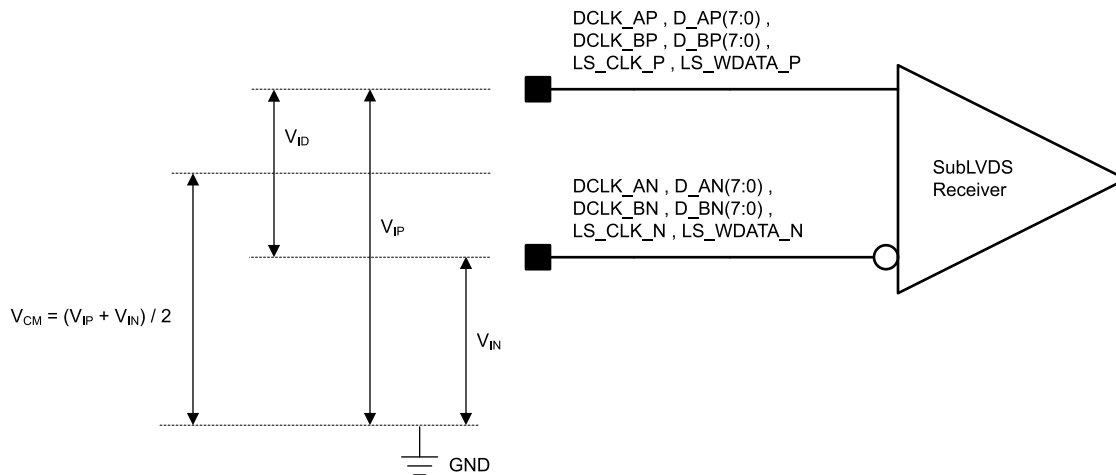 DCLK_AP , D_AP(7:0) ,
DCLK_BP , D_BP(7:0) ,
LS_CLK_P , LS_WDATA_P
VID
SubLVDS
Receiver
DCLK_AN , D_AN(7:0) ,
DCLK_BN , D_BN(7:0) ,
LS_CLK_N , LS_WDATA_N
VIP
VCM = (VIP + VIN) / 2
VIN
GND